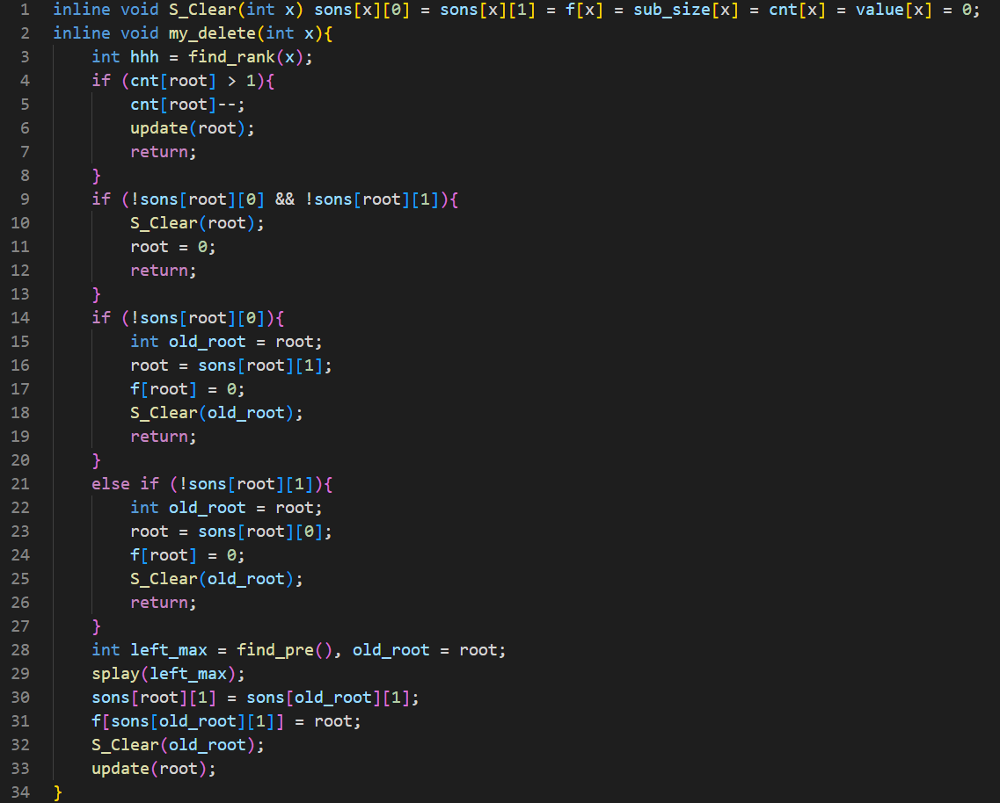 1 inline void S_Clear(int x) sons[x][0] = sons[x][1] = f[x] = sub_size[x] = cnt[x] = value[x] = 0;
2 inline void my_delete(int x){
3     int hhh = find_rank(x);
4     if (cnt[root] > 1){
5         cnt[root]--;
6         update(root);
7         return;
8     }
9     if (!sons[root][0] && !sons[root][1]){
10         S_Clear(root);
11         root = 0;
12         return;
13     }
14     if (!sons[root][0]){
15         int old_root = root;
16         root = sons[root][1];
17         f[root] = 0;
18         S_Clear(old_root);
19         return;
20     }
21     else if (!sons[root][1]){
22         int old_root = root;
23         root = sons[root][0];
24         f[root] = 0;
25         S_Clear(old_root);
26         return;
27     }
28     int left_max = find_pre(), old_root = root;
29     splay(left_max);
30     sons[root][1] = sons[old_root][1];
31     f[sons[old_root][1]] = root;
32     S_Clear(old_root);
33     update(root);
34 }